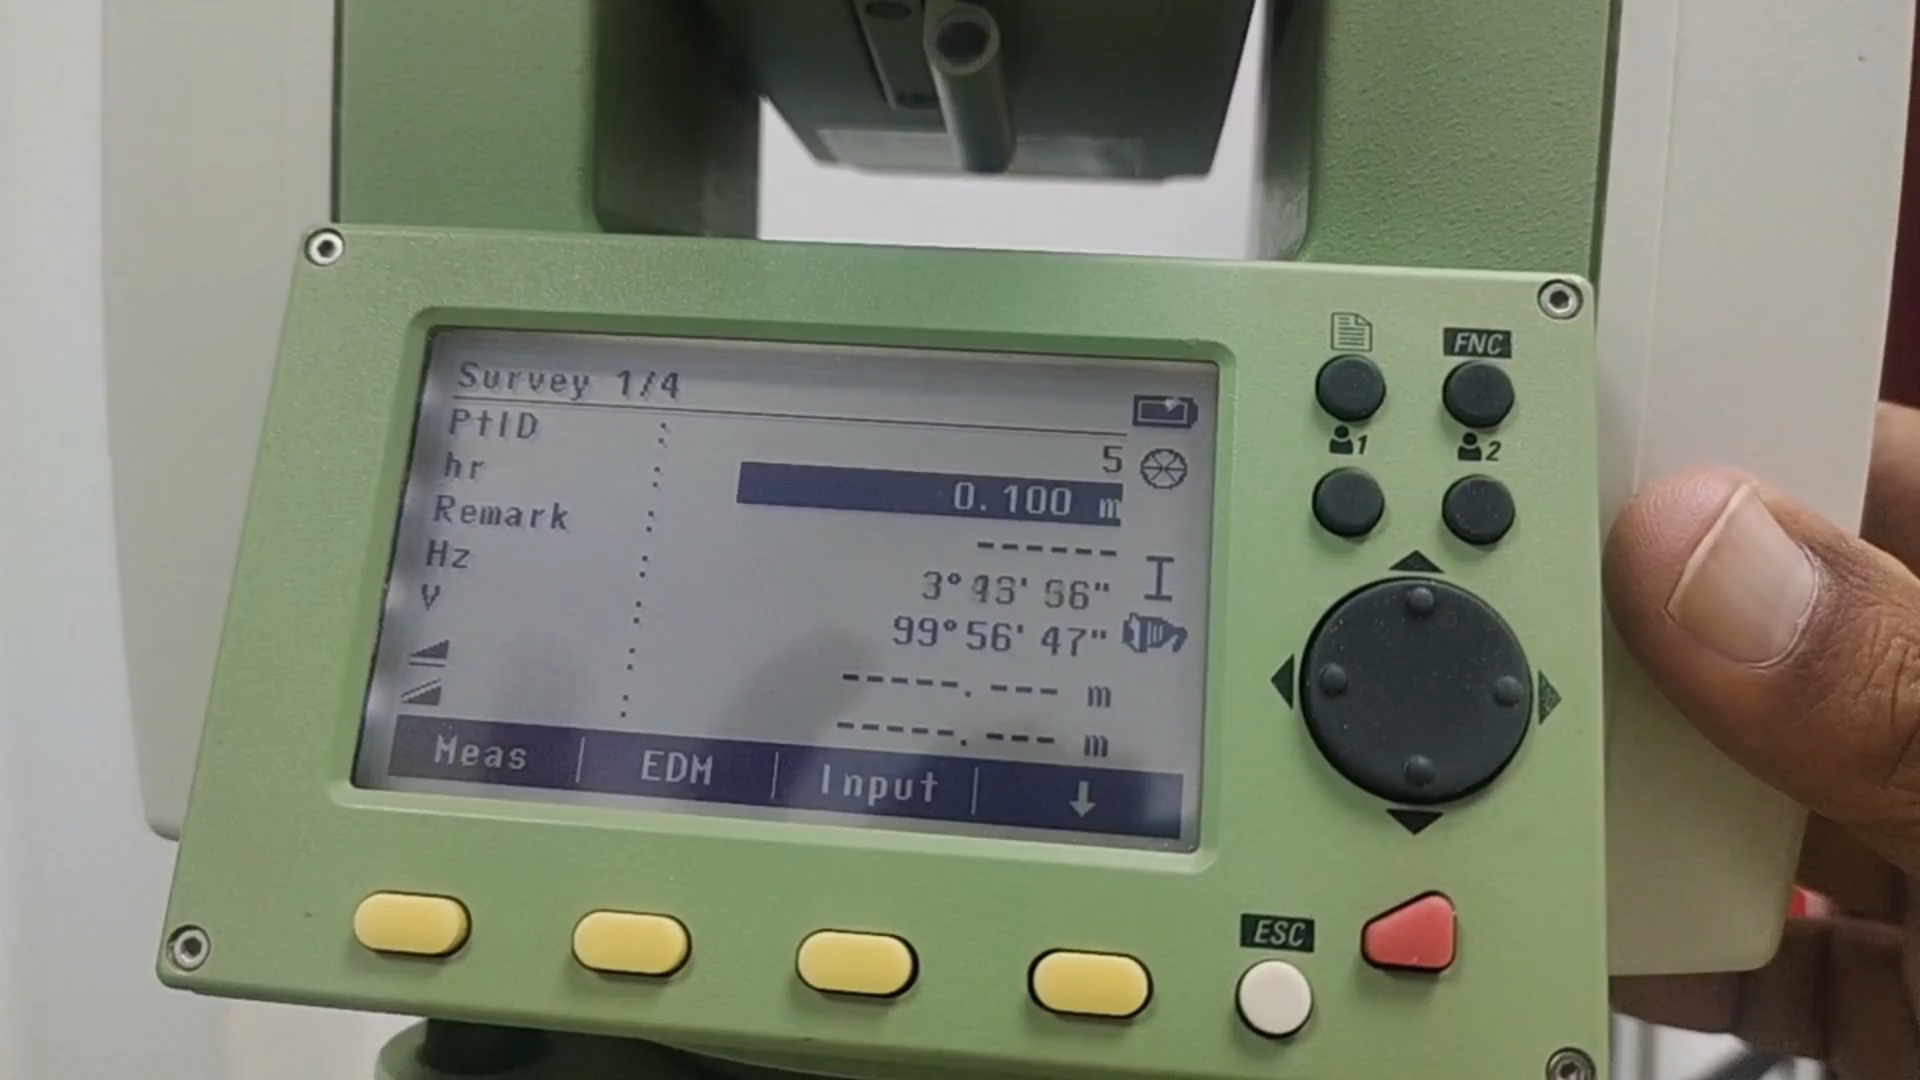 Survey 1/4
PtID : 5
hr : 0.100 m
Remark : ------
Hz : 3° 56"
V : 99°56'47"
: -----.--- m
: -----.--- m
Meas | EDM | Input | ↓
FNC
1
2
ESC
I